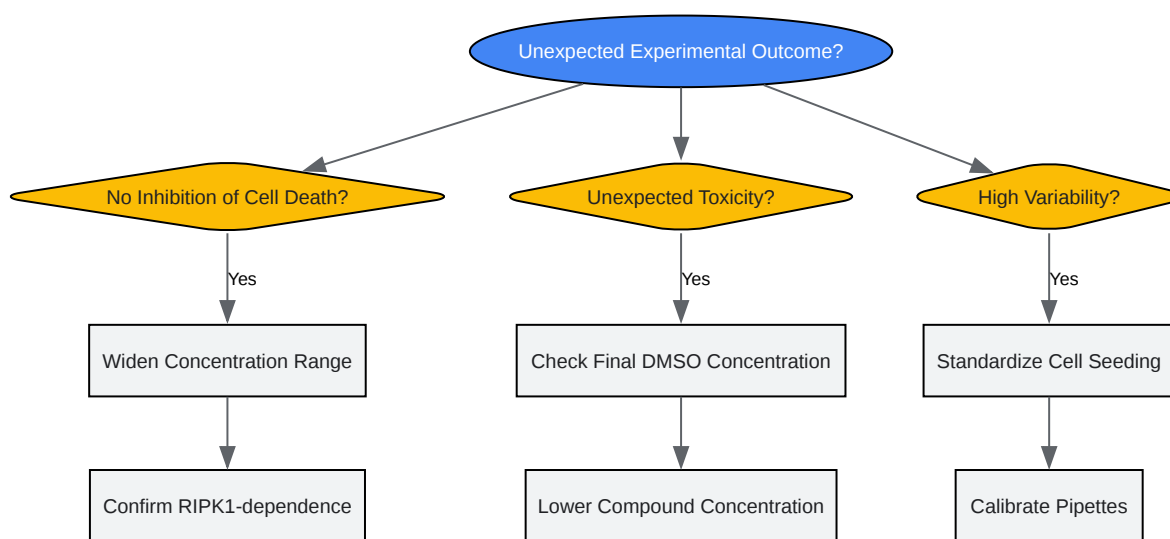 Unexpected Experimental Outcome?
No Inhibition of Cell Death?
Unexpected Toxicity?
High Variability?
Yes
Yes
Yes
Widen Concentration Range
Check Final DMSO Concentration
Standardize Cell Seeding
Confirm RIPK1-dependence
Lower Compound Concentration
Calibrate Pipettes